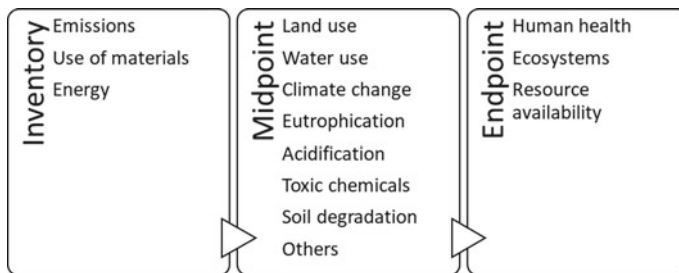 Inventory
Emissions
Use of materials
Energy
Midpoint
Land use
Water use
Climate change
Eutrophication
Acidification
Toxic chemicals
Soil degradation
Others
Endpoint
Human health
Ecosystems
Resource
availability